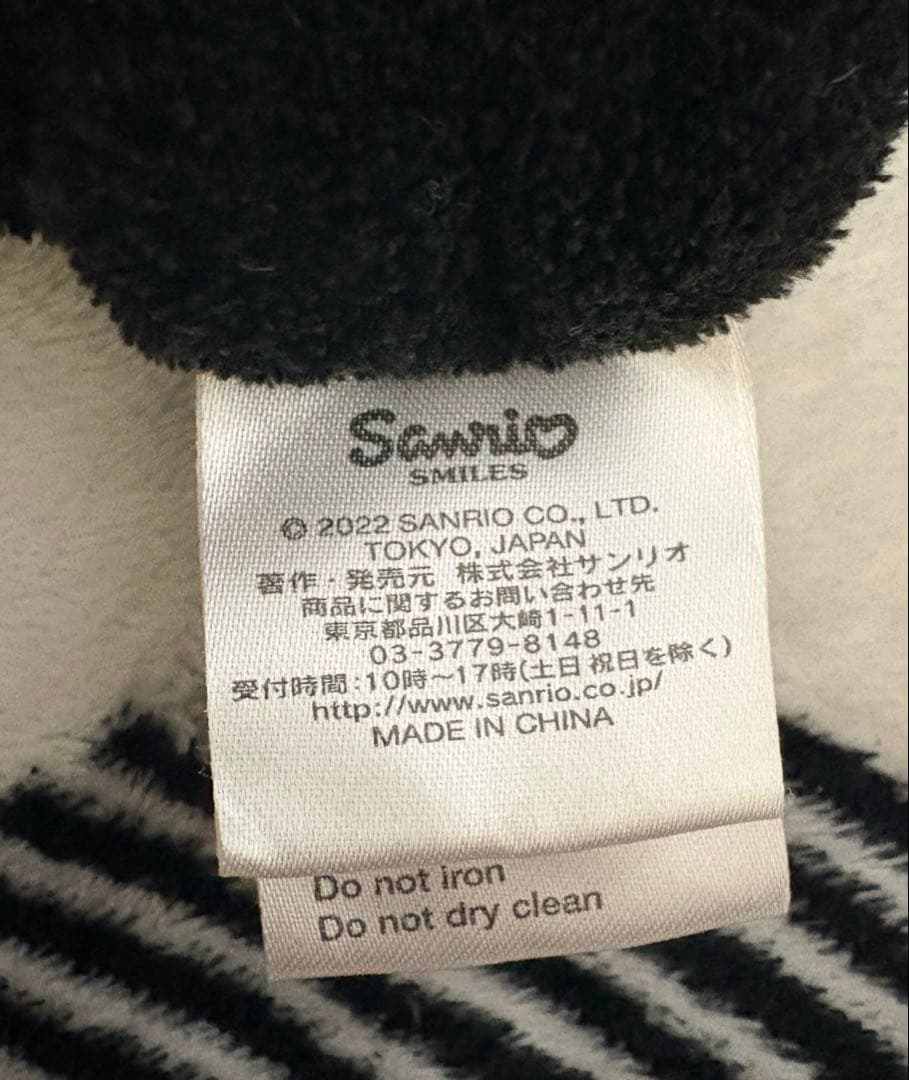 Sanrio
SMILES
© 2022 SANRIO CO., LTD.
TOKYO, JAPAN
著作・発売元 株式会社サンリオ
商品に関するお問い合わせ先
東京都品川区大崎1-11-1
03-3779-8148
受付時間:10時～17時(土日祝日を除く)
http://www.sanrio.co.jp/
MADE IN CHINA
Do not iron
Do not dry clean